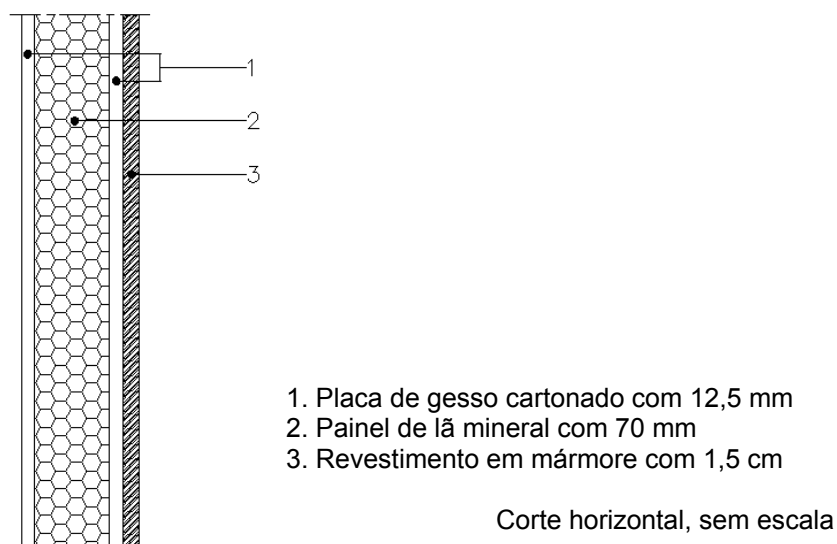 1
2
3
1. Placa de gesso cartonado com 12,5 mm
2. Painel de lã mineral com 70 mm
3. Revestimento em mármore com 1,5 cm
Corte horizontal, sem escala